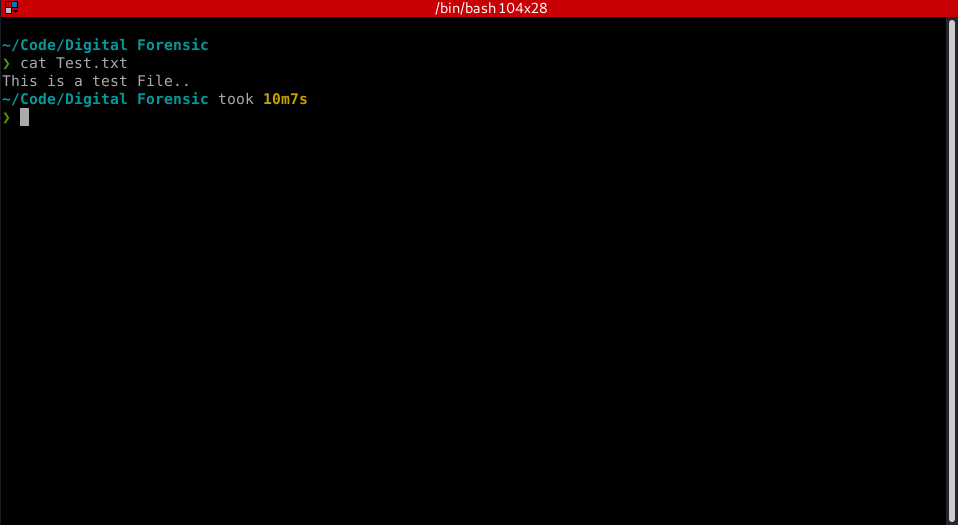 /bin/bash 104x28
~/Code/Digital Forensic
❯ cat Test.txt
This is a test File..
~/Code/Digital Forensic took 10m7s
❯